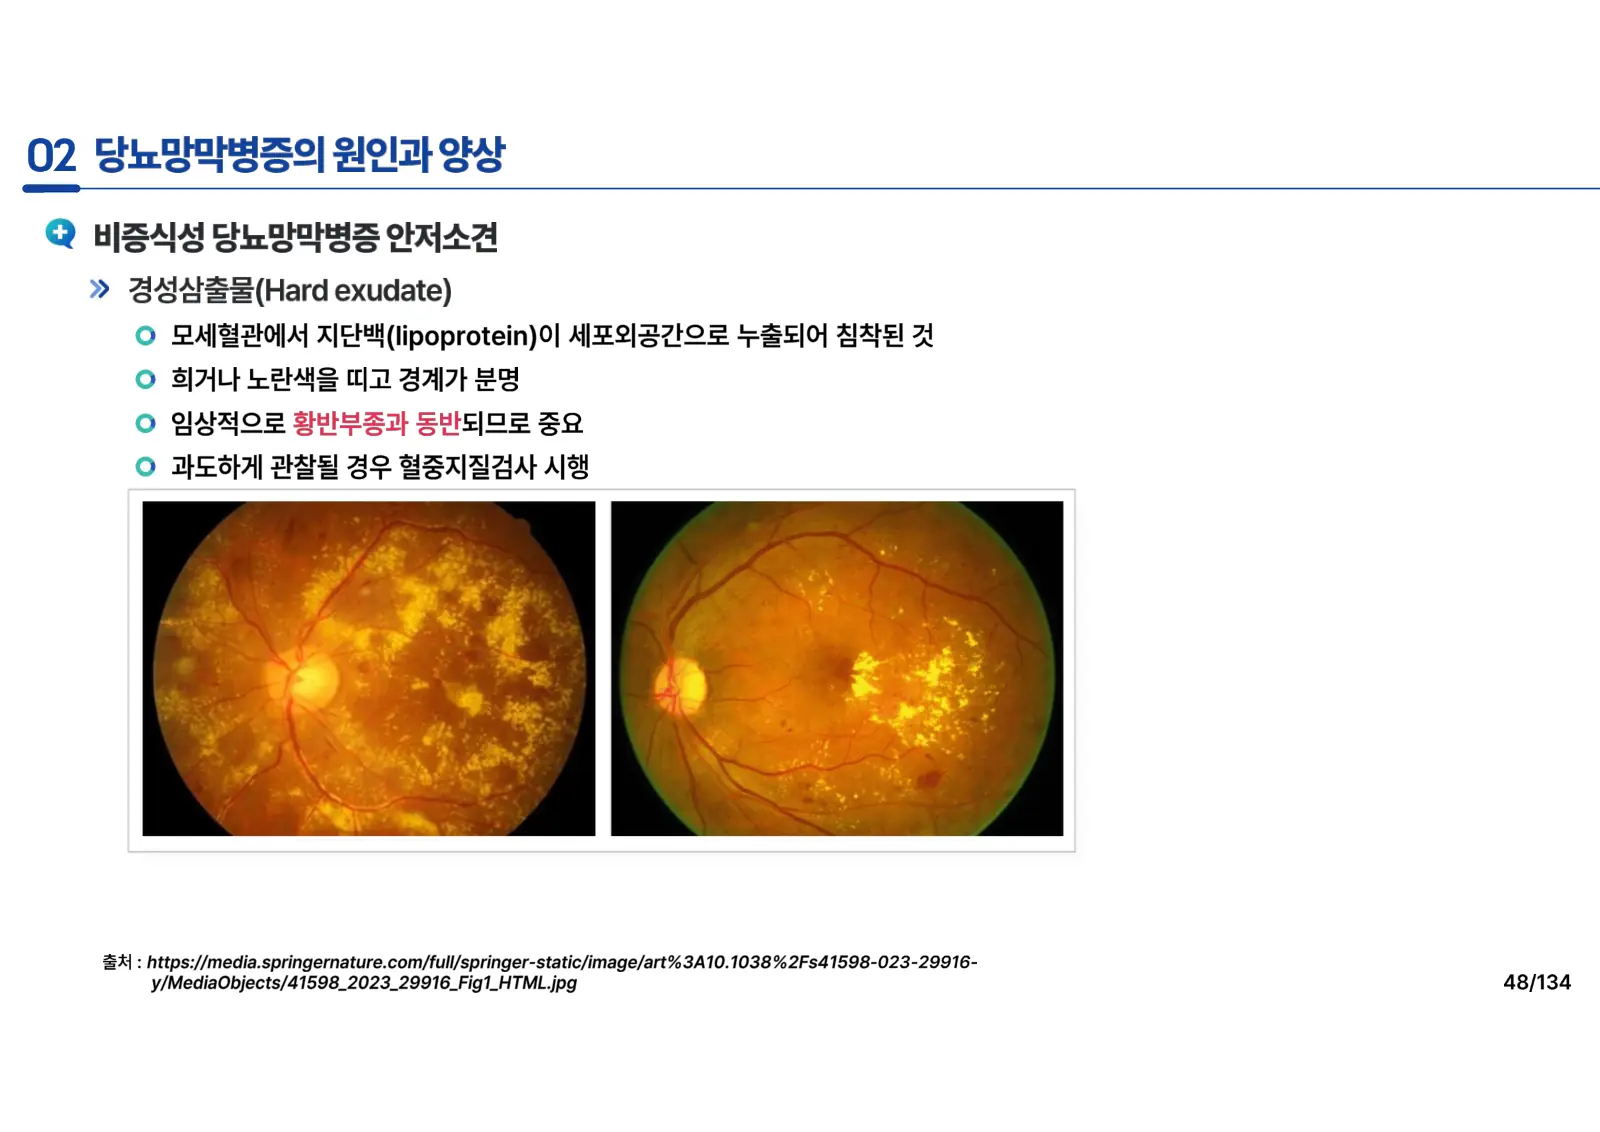 02 당뇨망막병증의 원인과 양상
비증식성 당뇨망막병증 안저소견
경성삼출물(Hard exudate)
모세혈관에서 지단백(lipoprotein)이 세포외공간으로 누출되어 침착된 것
희거나 노란색을 띠고 경계가 분명
임상적으로 황반부종과 동반되므로 중요
과도하게 관찰될 경우 혈중지질검사 시행
출처 : https://media.springernature.com/full/springer-static/image/art%3A10.1038%2Fs41598-023-29916-
y/MediaObjects/41598_2023_29916_Fig1_HTML.jpg
48/134